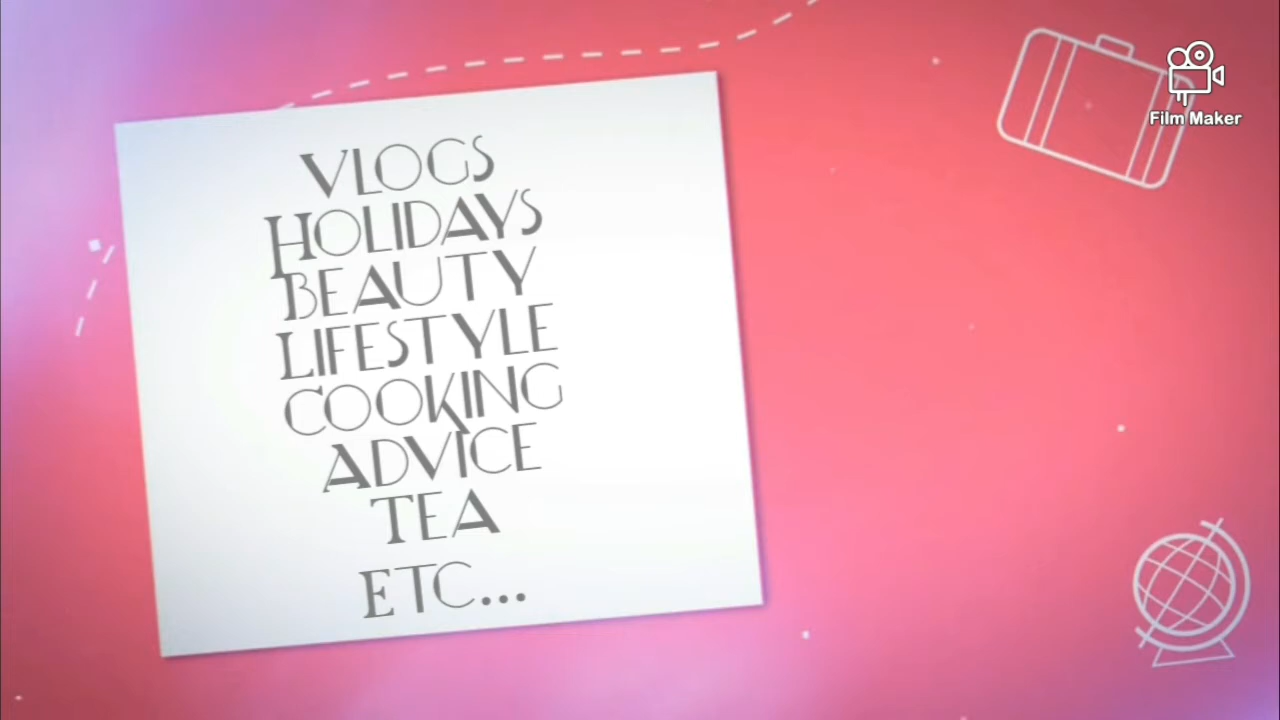 VLOGS
HOLIDAYS
BEAUTY
LIFESTYLE
COOKING
ADVICE
TEA
ETC...
Film Maker